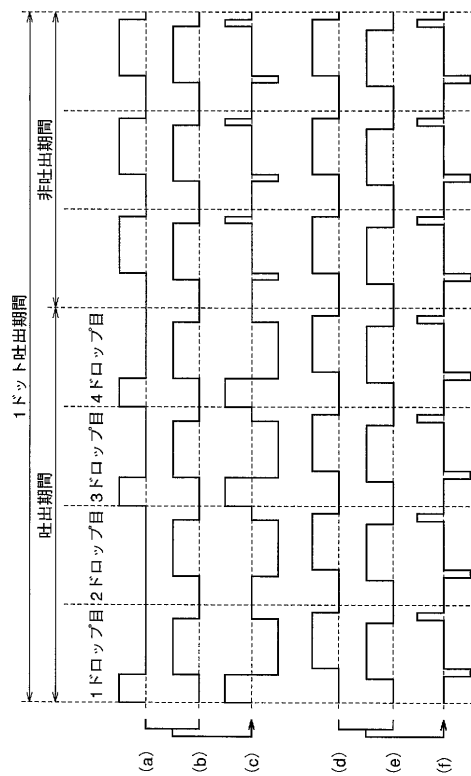 1ドット吐出期間
吐出期間
非吐出期間
1ドロップ目
2ドロップ目
3ドロップ目
4ドロップ目
(a)
(b)
(c)
(d)
(e)
(f)